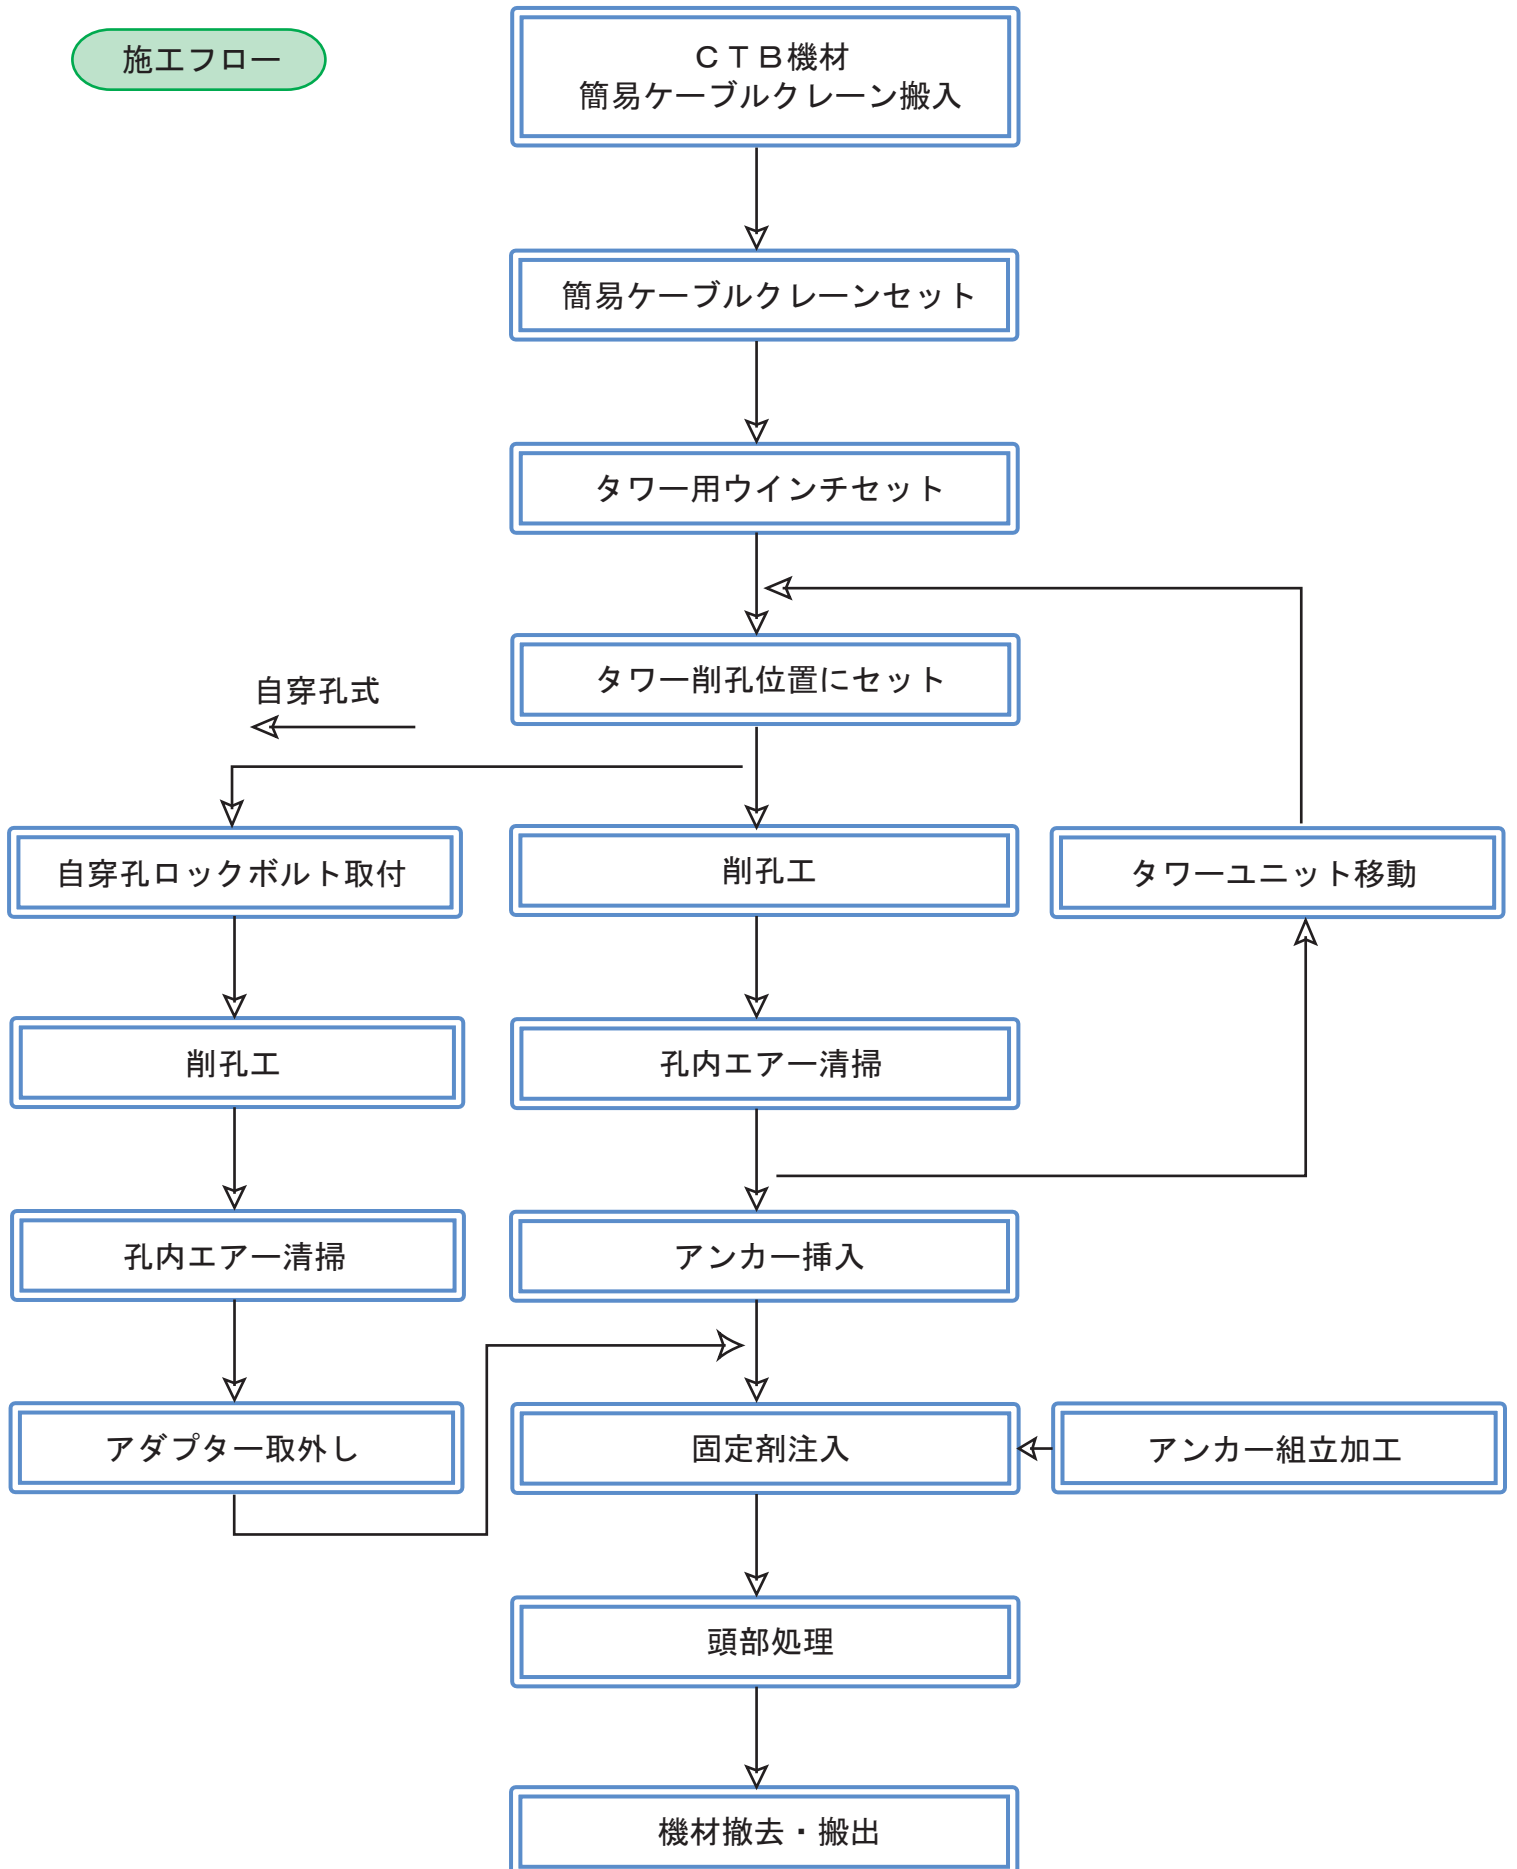 施工フロー
ＣＴＢ機材
簡易ケーブルクレーン搬入
簡易ケーブルクレーンセット
タワー用ウインチセット
タワー削孔位置にセット
自穿孔式
自穿孔ロックボルト取付
削孔工
タワーユニット移動
削孔工
孔内エアー清掃
孔内エアー清掃
アンカー挿入
アダプター取外し
固定剤注入
アンカー組立加工
頭部処理
機材撤去・搬出